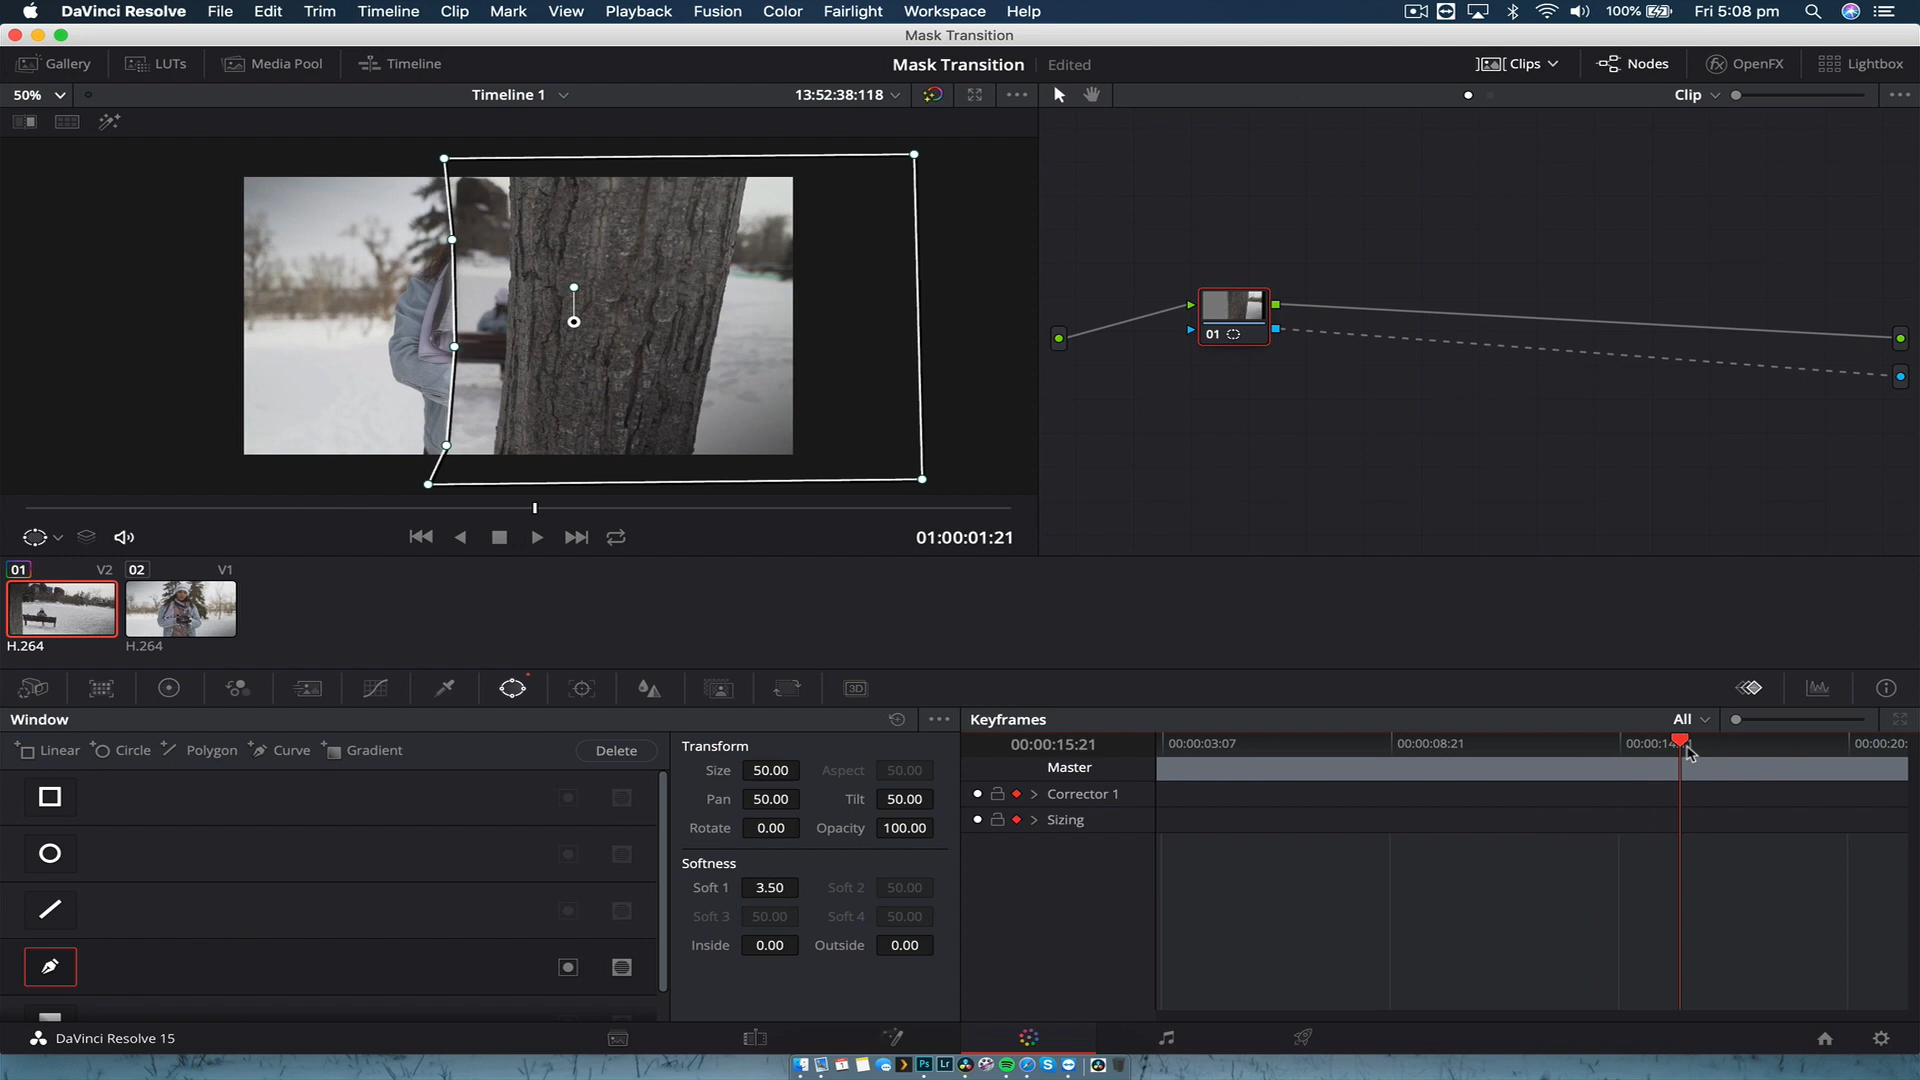 DaVinci Resolve File Edit Trim Timeline Clip Mark View Playback Fusion Color Fairlight Workspace Help 100% Fri 5:08 pm
Mask Transition
Gallery LUTs Media Pool Timeline Mask Transition Edited Clips Nodes OpenFX Lightbox
50% Timeline 1 13:52:38:118 Clip
01
01:00:01:21
01 V2 02 V1
H.264 H.264
3D
Window Keyframes All
Linear Circle Polygon Curve Gradient Delete
Transform
Size 50.00 Aspect 50.00
Pan 50.00 Tilt 50.00
Rotate 0.00 Opacity 100.00
Softness
Soft 1 3.50 Soft 2 50.00
Soft 3 50.00 Soft 4 50.00
Inside 0.00 Outside 0.00
00:00:15:21 00:00:03:07 00:00:08:21 00:00:14 00:00:20:
Master
Corrector 1
Sizing
DaVinci Resolve 15
Ps Lr